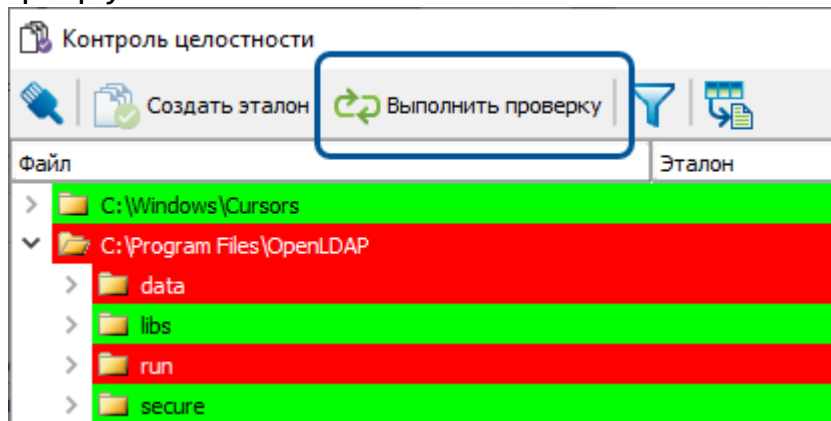 Контроль целостности
Создать эталон Выполнить проверку
Файл Эталон
C:\Windows\Cursors
C:\Program Files\OpenLDAP
data
libs
run
secure